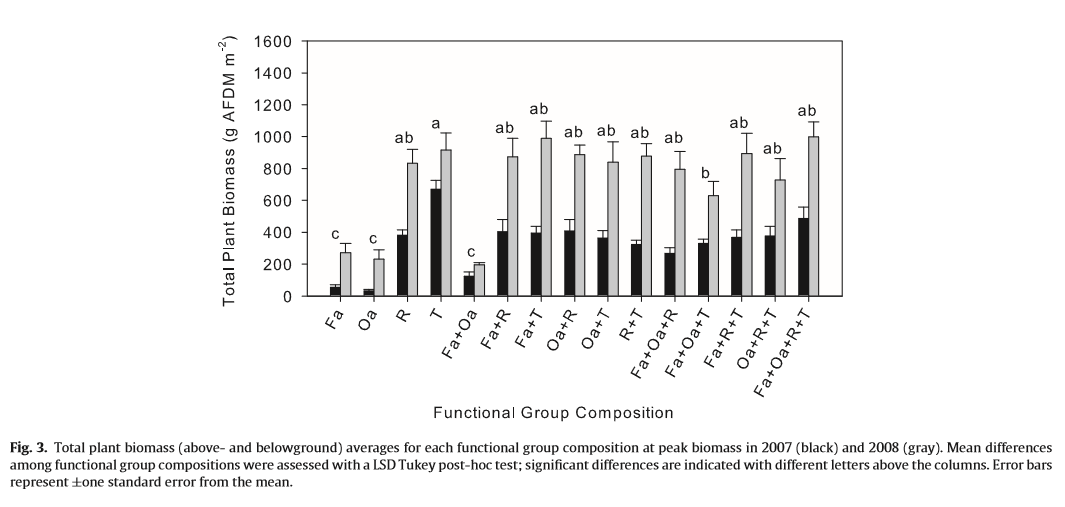 Total Plant Biomass (g AFDM m-2)
1600
1400
1200
1000
800
600
400
200
0
c
c
ab
a
c
ab
ab
ab
ab
ab
ab
b
ab
ab
ab
Fa
Oa
R
T
Fa+Oa
Fa+R
Fa+T
Oa+R
Oa+T
R+T
Fa+Oa+R
Fa+Oa+T
Fa+R+T
Oa+R+T
Fa+Oa+R+T
Functional Group Composition
Fig. 3. Total plant biomass (above- and belowground) averages for each functional group composition at peak biomass in 2007 (black) and 2008 (gray). Mean differences
among functional group compositions were assessed with a LSD Tukey post-hoc test; significant differences are indicated with different letters above the columns. Error bars
represent ±one standard error from the mean.